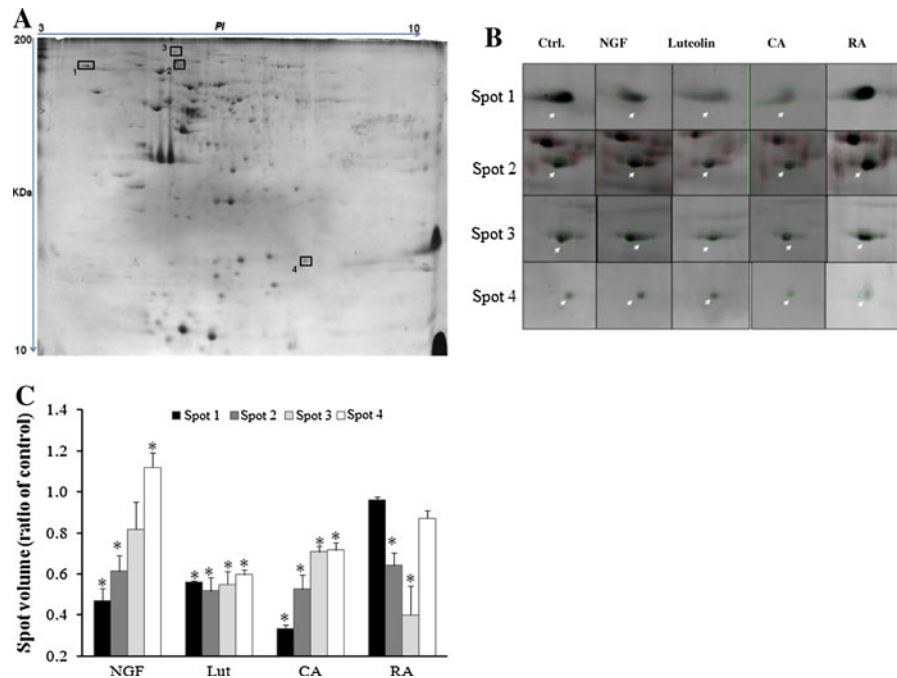 A
PI
3
10
200
KDa
10
1
2
3
4
B
Ctrl.
NGF
Luteolin
CA
RA
Spot 1
Spot 2
Spot 3
Spot 4
C
Spot volume (ratio of control)
1.4
1.2
1.0
0.8
0.6
0.4
0.2
Spot 1
Spot 2
Spot 3
Spot 4
* * *
* * * *
* * * *
* *
NGF
Lut
CA
RA